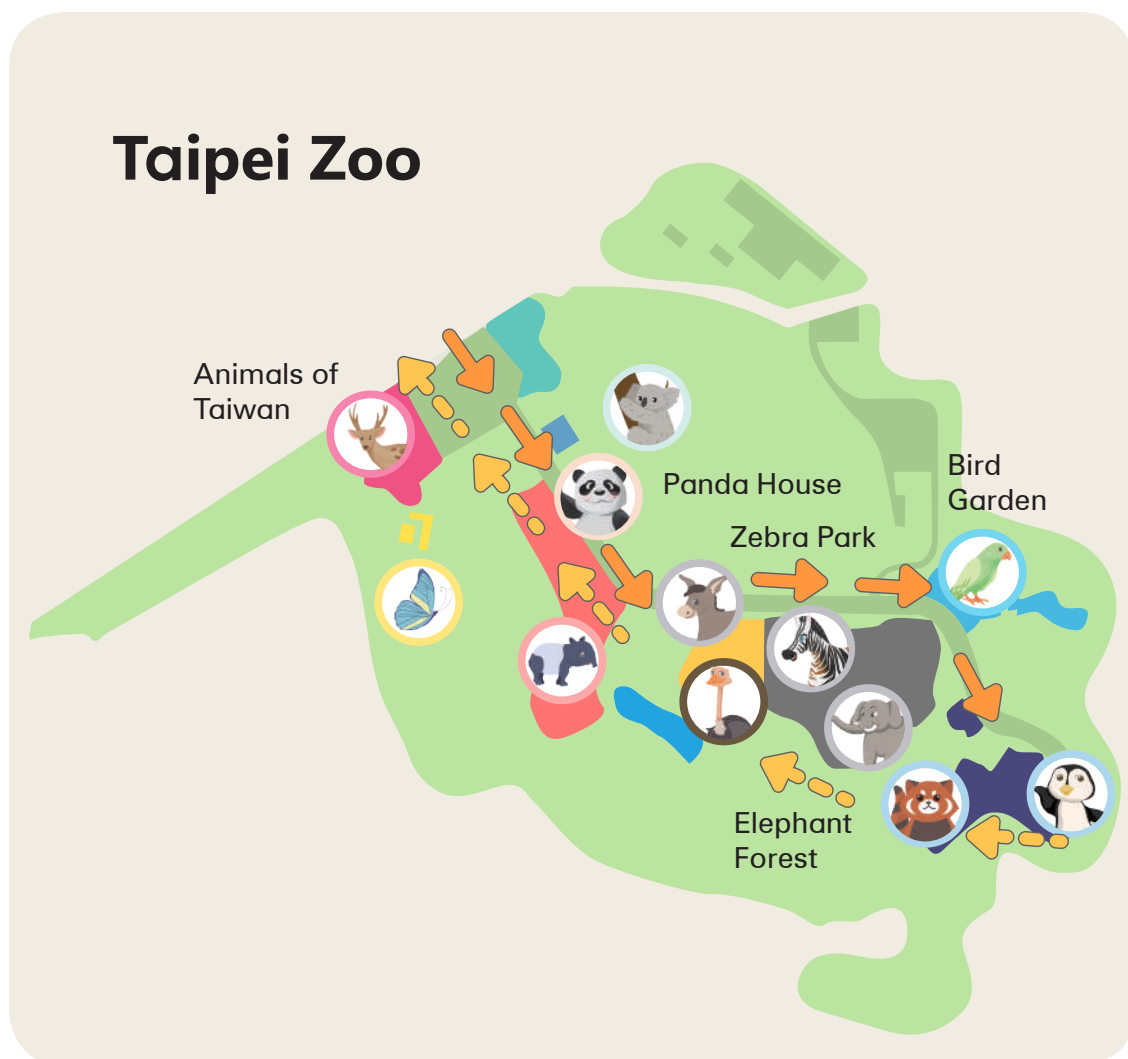 Taipei Zoo
Animals of
Taiwan
Panda House
Bird
Garden
Zebra Park
Elephant
Forest